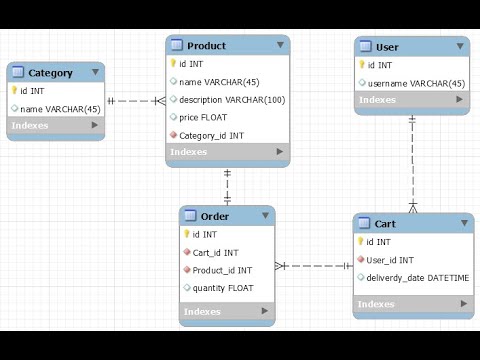 Category
id INT
name VARCHAR(45)
Indexes
Product
id INT
name VARCHAR(45)
description VARCHAR(100)
price FLOAT
Category_id INT
Indexes
User
id INT
username VARCHAR(45)
Indexes
Order
id INT
Cart_id INT
Product_id INT
quantity FLOAT
Indexes
Cart
id INT
User_id INT
deliverdy_date DATETIME
Indexes